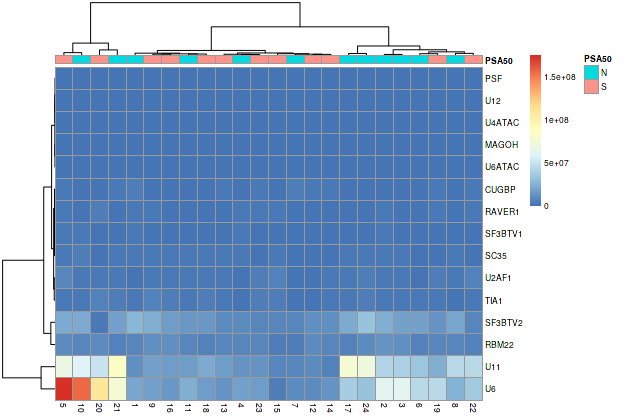 PSA50
PSF
U12
U4ATAC
MAGOH
U6ATAC
CUGBP
RAVER1
SF3BTV1
SC35
U2AF1
TIA1
SF3BTV2
RBM22
U11
U6
5 10 20 21 1 9 16 11 18 13 4 23 15 7 12 14 17 24 2 3 6 19 8 22
1.5e+08
1e+08
5e+07
0
PSA50
N
S